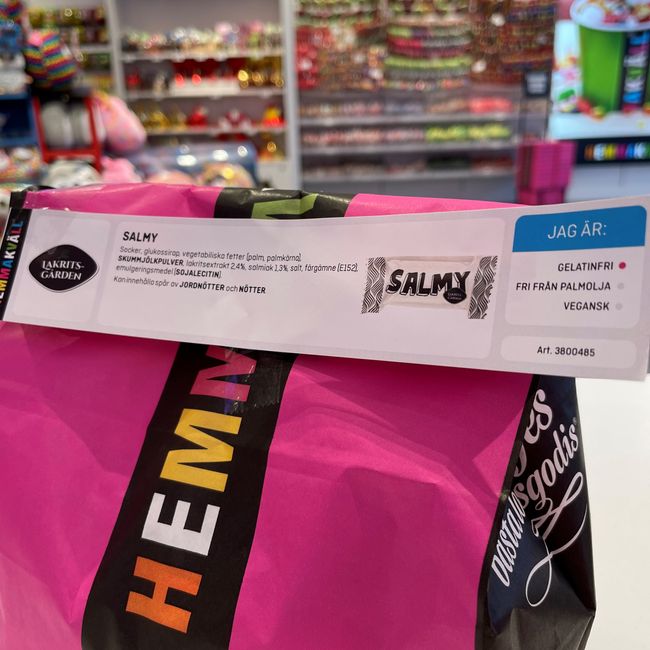 SALMY
Socker, glukossirap, vegetabiliska fetter (palm, palmkärna),
SKUMMJÖLKPULVER, lakritsextrakt 2,4%, salmiak 1,3%, salt, färgämne (E152),
emulgeringsmedel (SOJALECITIN).
Kan innehålla spår av JORDNÖTTER och NÖTTER
LAKRITS-
GÅRDEN
SALMY
JAG ÄR:
GELATINFRI
FRI FRÅN PALMOLJA
VEGANSK
Art. 3800485
HEMMAKVÄLL
HEMM
HEMMAK